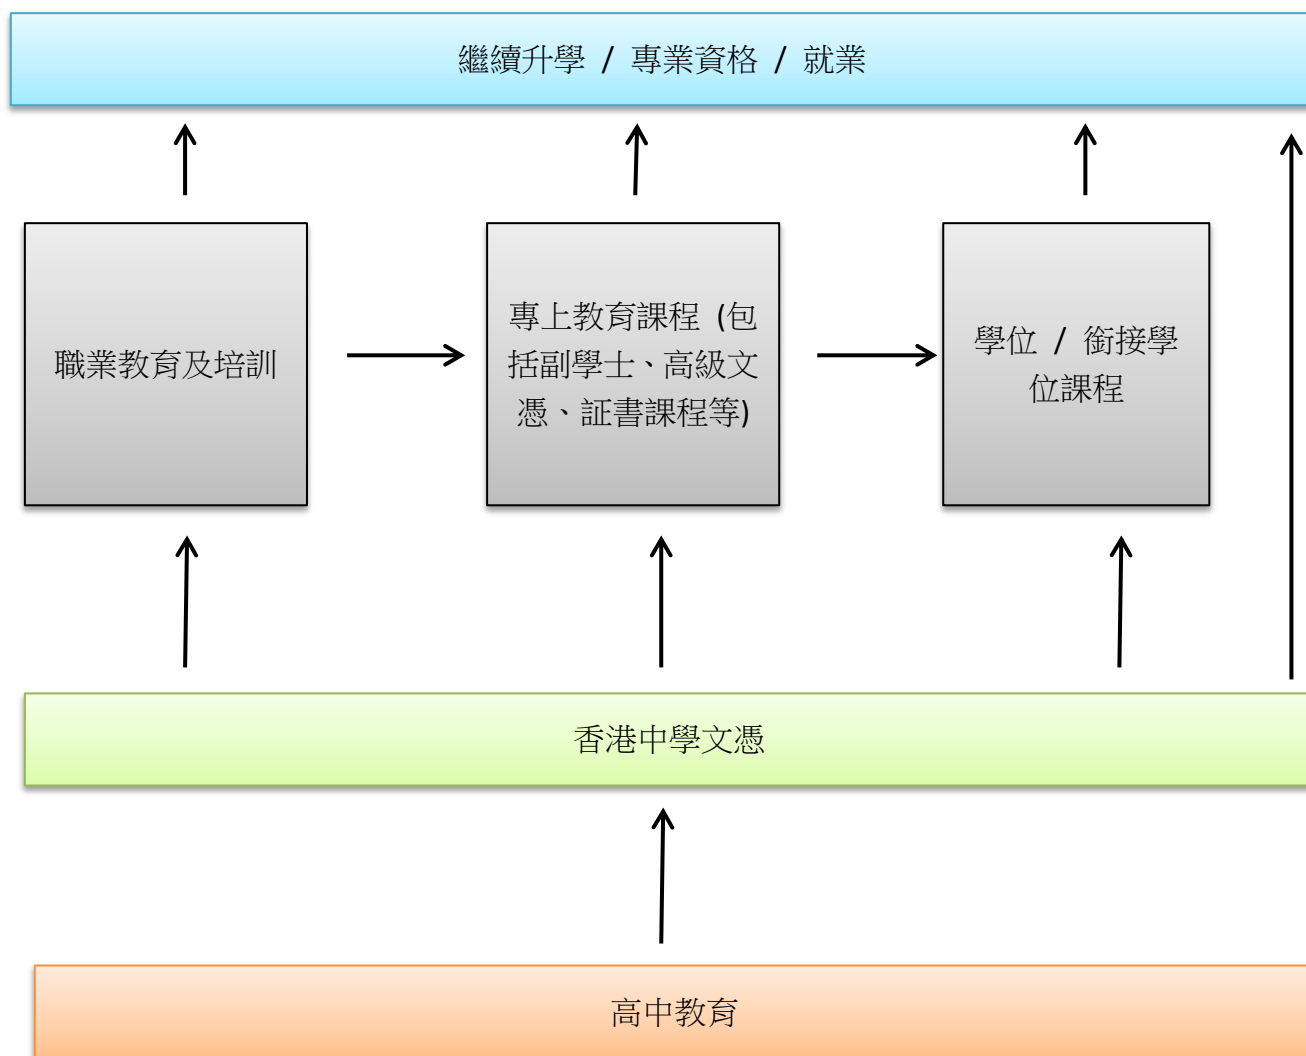 繼續升學 / 專業資格 / 就業
職業教育及培訓
專上教育課程 (包
括副學士、高級文
憑、証書課程等)
學位 / 銜接學
位課程
香港中學文憑
高中教育